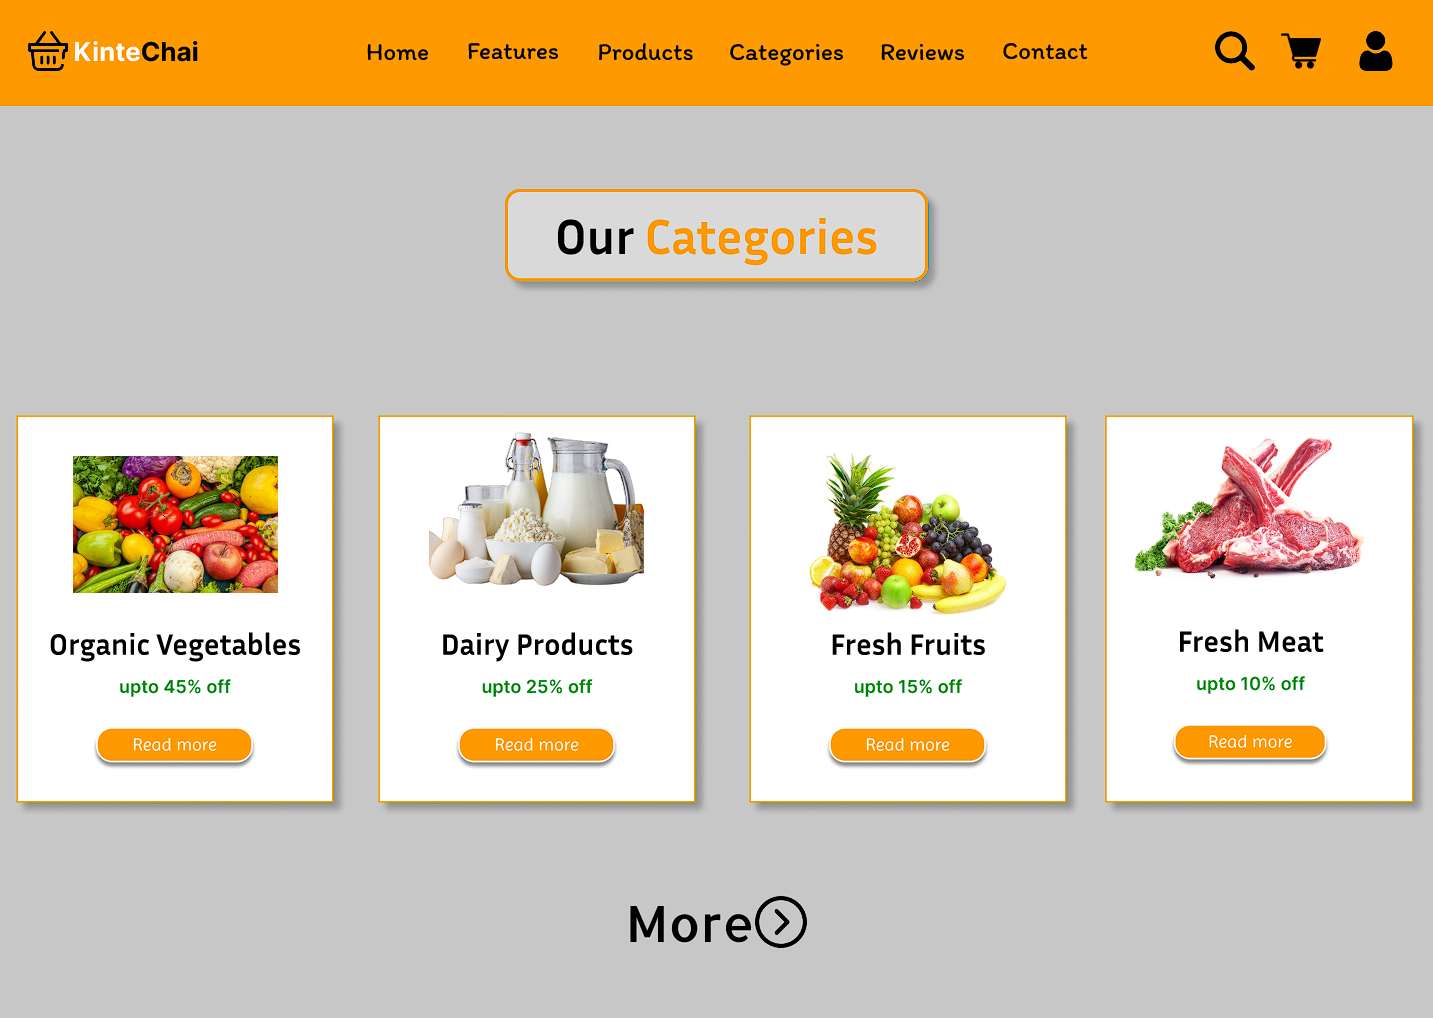 KinteChai Home Features Products Categories Reviews Contact
Our Categories
Organic Vegetables
upto 45% off
Read more
Dairy Products
upto 25% off
Read more
Fresh Fruits
upto 15% off
Read more
Fresh Meat
upto 10% off
Read more
More